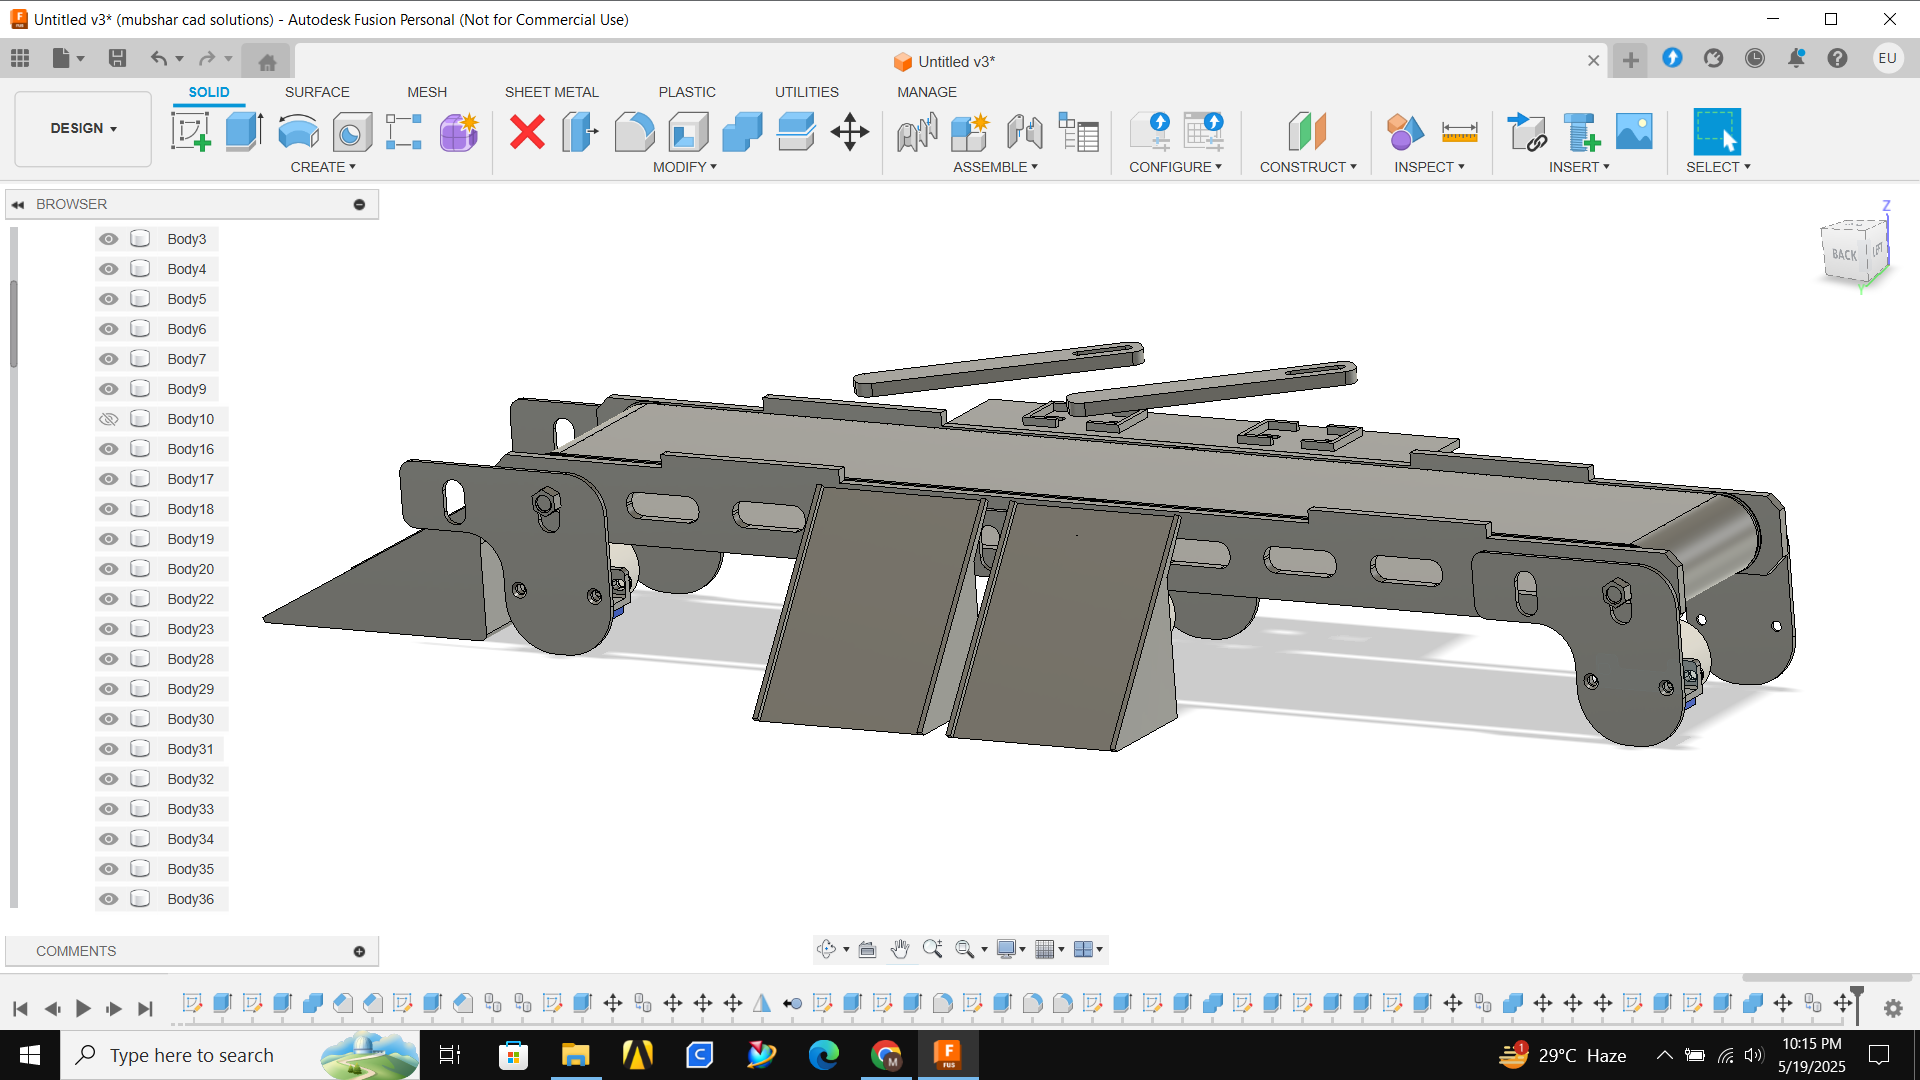 Untitled v3* (mubshar cad solutions) - Autodesk Fusion Personal (Not for Commercial Use)
Untitled v3*
EU
SOLID SURFACE MESH SHEET METAL PLASTIC UTILITIES MANAGE
DESIGN
CREATE MODIFY ASSEMBLE CONFIGURE CONSTRUCT INSPECT INSERT SELECT
BROWSER
Body3
Body4
Body5
Body6
Body7
Body9
Body10
Body16
Body17
Body18
Body19
Body20
Body22
Body23
Body28
Body29
Body30
Body31
Body32
Body33
Body34
Body35
Body36
Z
BACK
LEFT
Y
COMMENTS
Type here to search
F
FUS
M
1
29°C Haze
10:15 PM
5/19/2025